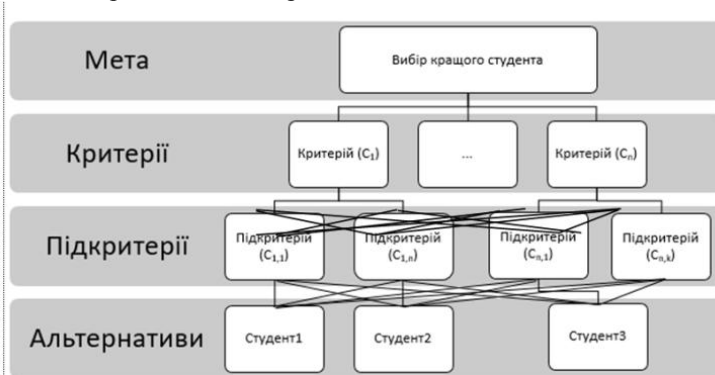 Мета
Вибір кращого студента
Критерії
Критерій (C1)
...
Критерій (Cn)
Підкритерії
Підкритерій
(C1,1)
Підкритерій
(C1,n)
Підкритерій
(Cn,1)
Підкритерій
(Cn,k)
Альтернативи
Студент1
Студент2
Студент3